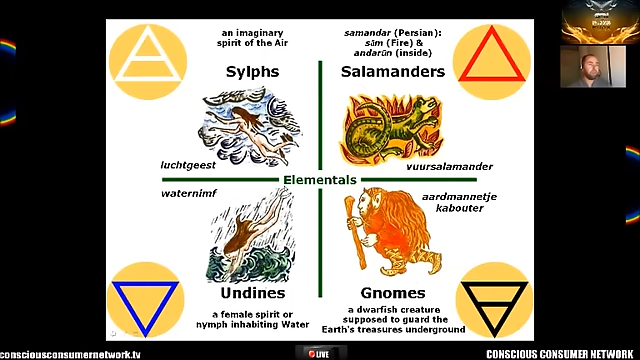 an imaginary
spirit of the Air
Sylphs
luchtgeest
samandar (Persian):
sām (Fire) &
andarūn (inside)
Salamanders
vuursalamander
Elementals
waternimf
Undines
a female spirit or
nymph inhabiting Water
aardmannetje
kabouter
Gnomes
a dwarfish creature
supposed to guard the
Earth's treasures underground
consciousconsumernetwork.tv
LIVE
CONSCIOUS CONSUMER NETWORK